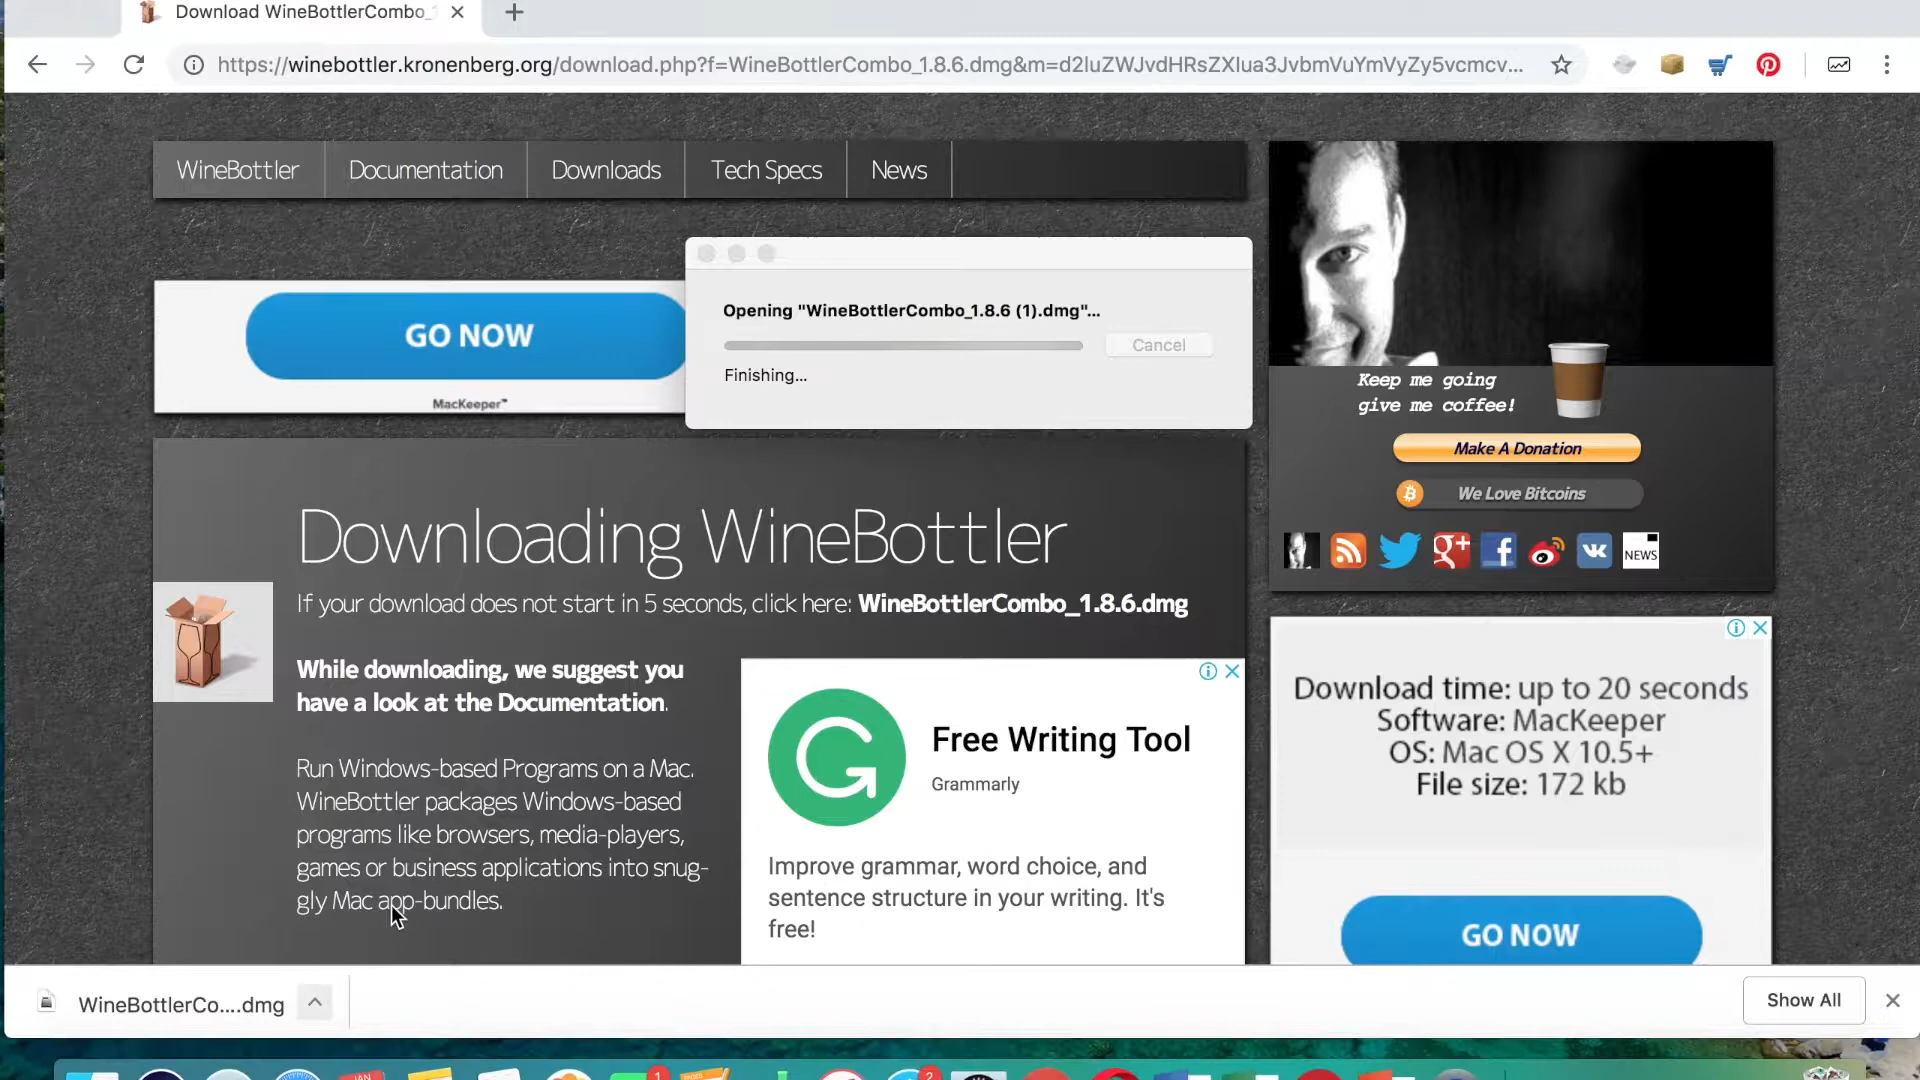 Download WineBottlerCombo_1
https://winebottler.kronenberg.org/download.php?f=WineBottlerCombo_1.8.6.dmg&m=d2luZWJvdHRsZXIua3JvbmVuYmVyZy5vcmcv...
WineBottler
Documentation
Downloads
Tech Specs
News
Opening "WineBottlerCombo_1.8.6 (1).dmg"...
Cancel
Finishing...
GO NOW
MacKeeper™
Keep me going
give me coffee!
Make A Donation
We Love Bitcoins
NEWS
Downloading WineBottler
If your download does not start in 5 seconds, click here: WineBottlerCombo_1.8.6.dmg
While downloading, we suggest you
have a look at the Documentation.
Run Windows-based Programs on a Mac.
WineBottler packages Windows-based
programs like browsers, media-players,
games or business applications into snug-
gly Mac app-bundles.
Free Writing Tool
Grammarly
Improve grammar, word choice, and
sentence structure in your writing. It's
free!
Download time: up to 20 seconds
Software: MacKeeper
OS: Mac OS X 10.5+
File size: 172 kb
GO NOW
WineBottlerCo....dmg
Show All
JAN
1
2